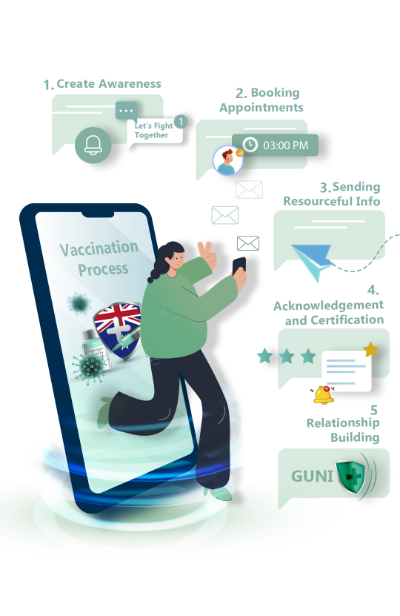 1. Create Awareness
Let's Fight
Together
1
2. Booking
Appointments
03:00 PM
3. Sending
Resourceful Info
Vaccination
Process
4.
Acknowledgement
and Certification
5
Relationship
Building
GUNI